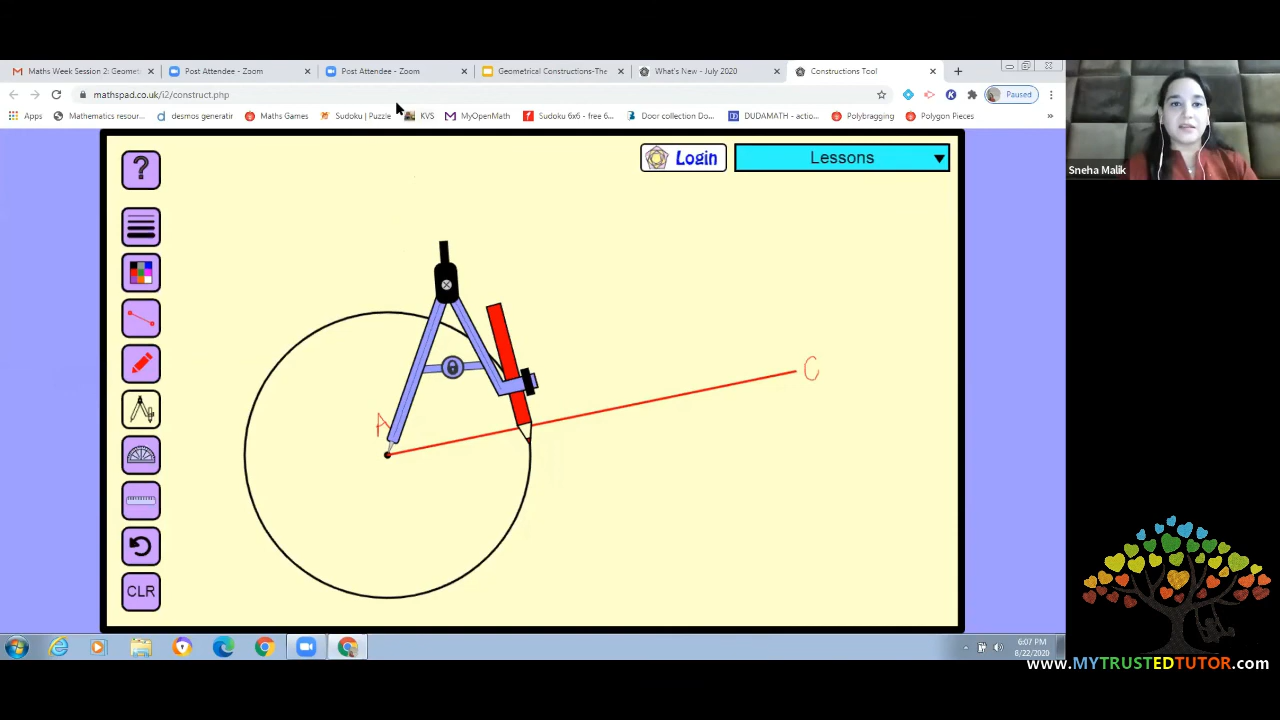 Maths Week Session 2: Geomet
Post Attendee - Zoom
Post Attendee - Zoom
Geometrical Constructions-The
What's New - July 2020
Constructions Tool
mathspad.co.uk/i2/construct.php
Paused
Apps
Mathematics resour...
desmos generatir
Maths Games
Sudoku | Puzzle
KVS
MyOpenMath
Sudoku 6x6 - free 6...
Door collection Do...
DUDAMATH - actio...
Polybragging
Polygon Pieces
?
Login
Lessons
Sneha Malik
C
A
CLR
6:07 PM
8/22/2020
www.MYTRUSTEDTUTOR.com